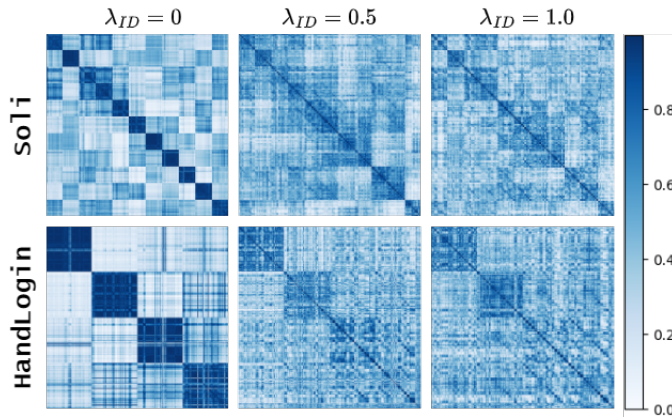 λ_ID = 0
λ_ID = 0.5
λ_ID = 1.0
Soli
HandLogin
0.8
0.6
0.4
0.2
0.0